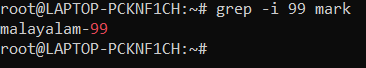 root@LAPTOP-PCKNF1CH:~# grep -i 99 mark
malayalam-99
root@LAPTOP-PCKNF1CH:~#